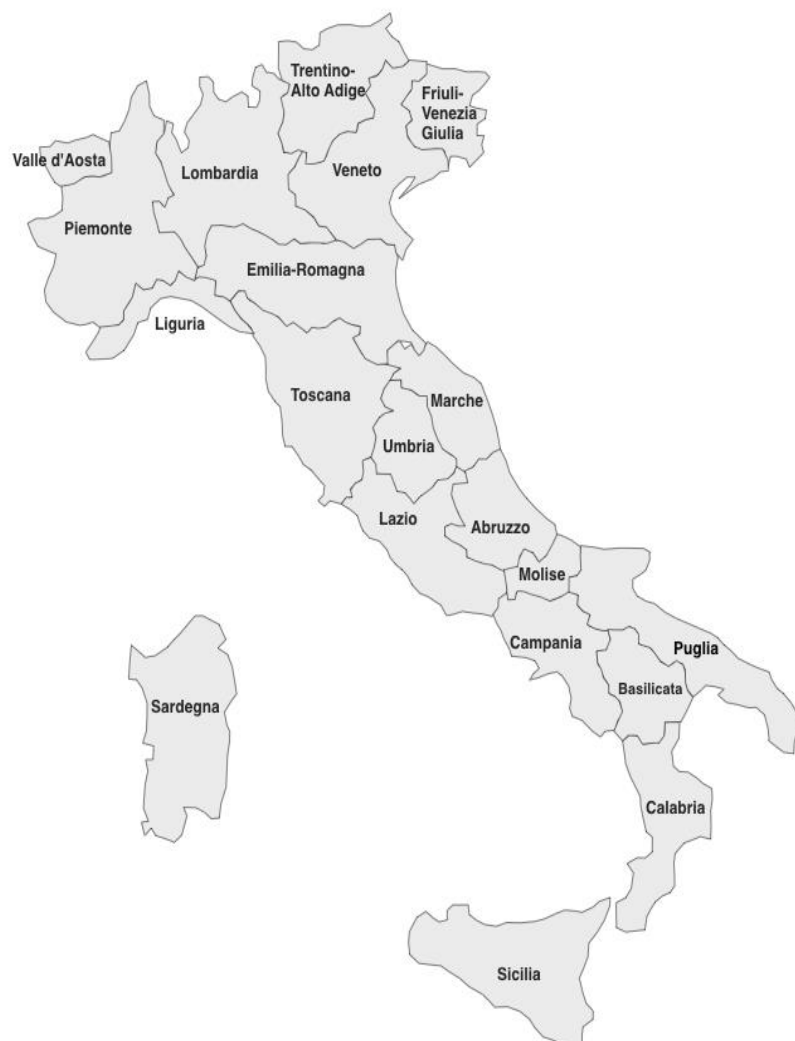 Trentino-
Alto Adige
Friuli-
Venezia
Giulia
Valle d'Aosta
Lombardia
Veneto
Piemonte
Emilia-Romagna
Liguria
Toscana
Marche
Umbria
Lazio
Abruzzo
Molise
Campania
Puglia
Basilicata
Sardegna
Calabria
Sicilia